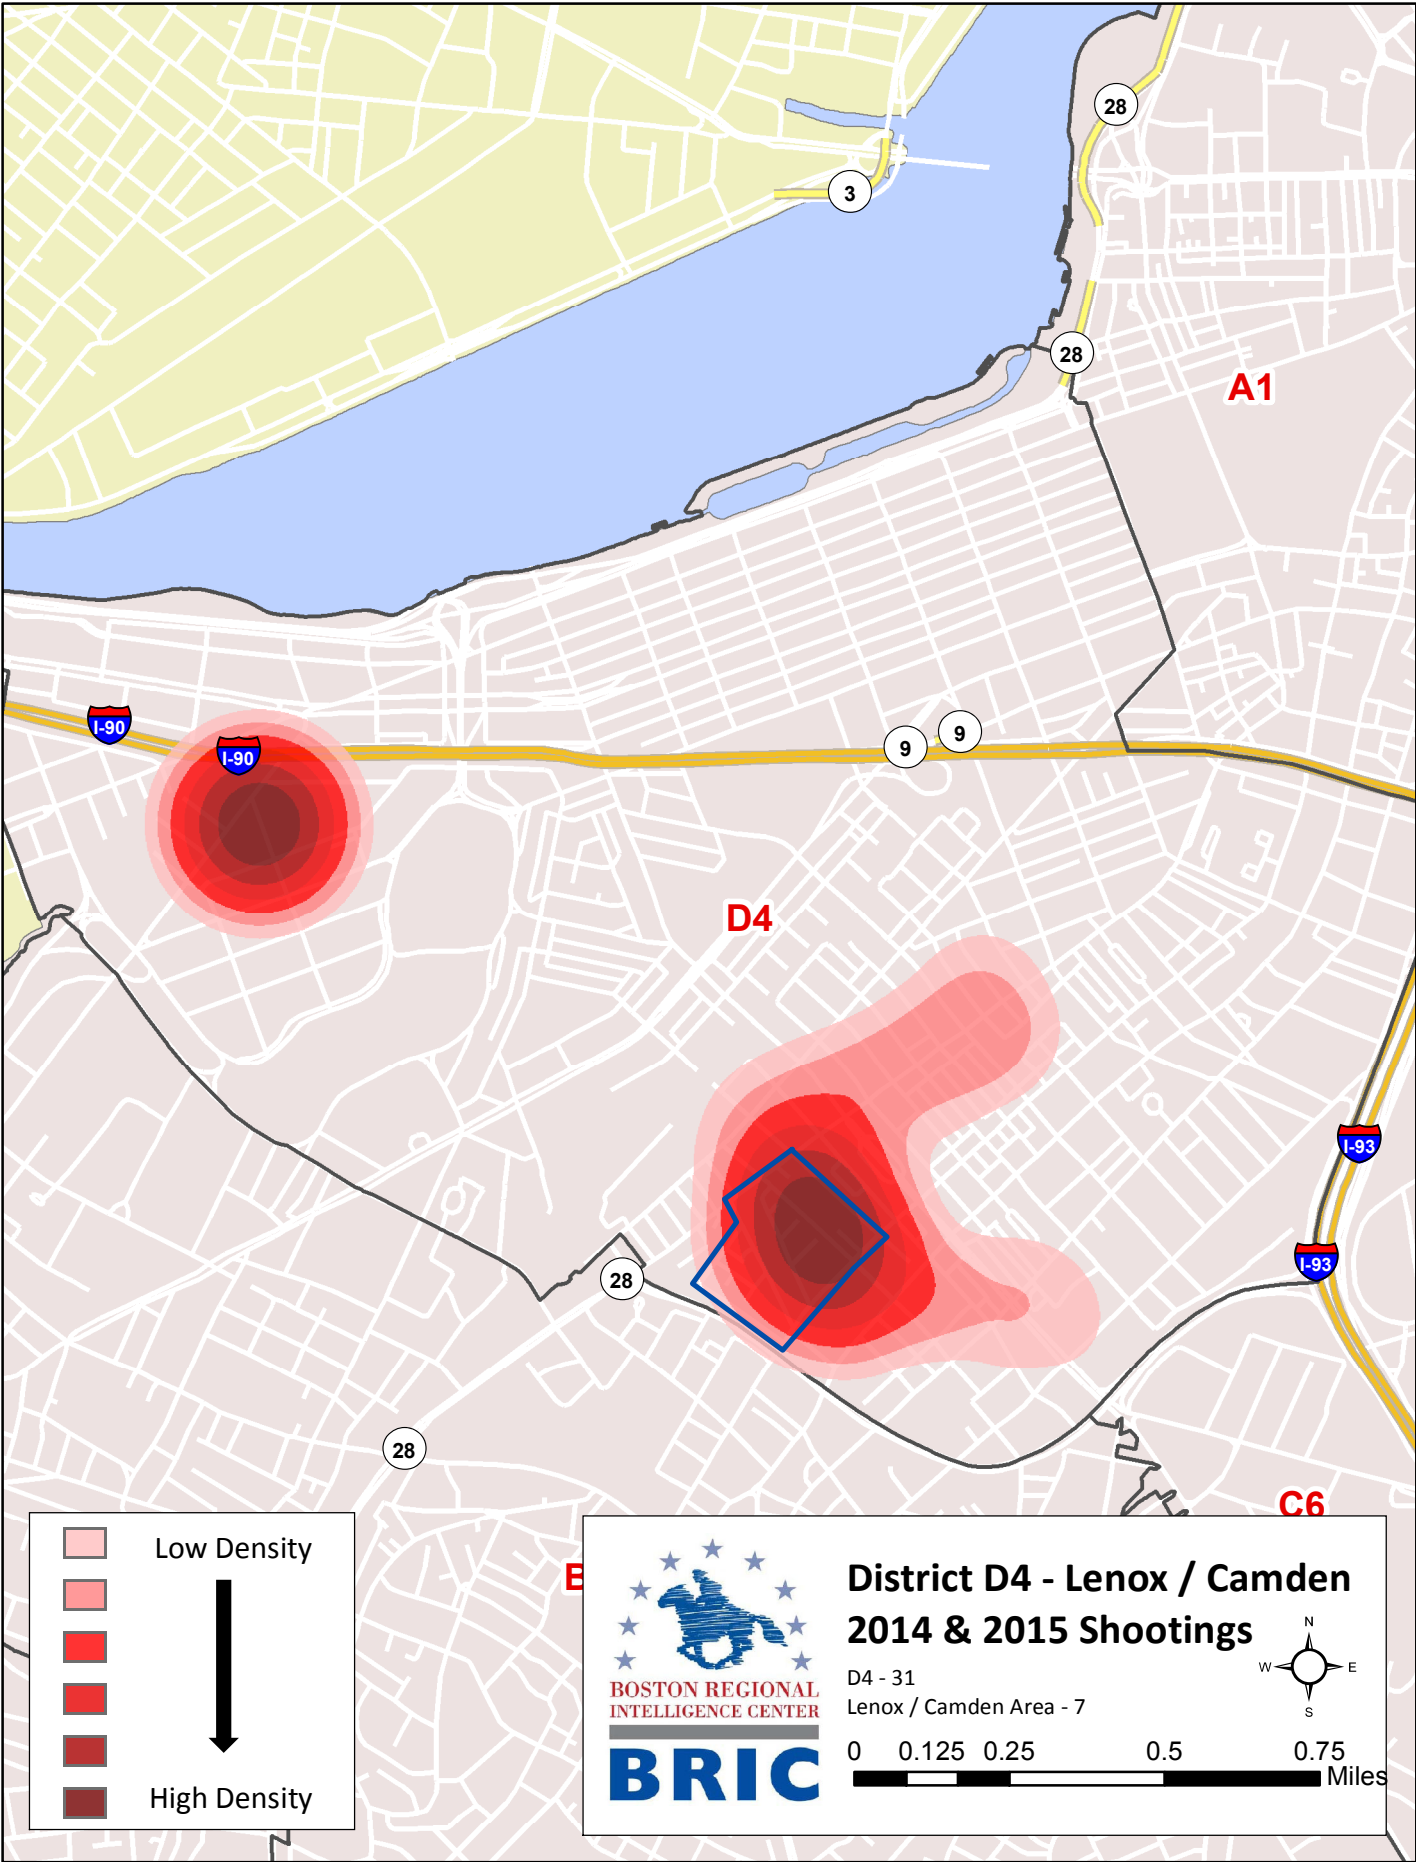 28
3
28
A1
I-90
I-90
9
9
D4
I-93
I-93
28
28
C6
B
Low Density
High Density
BOSTON REGIONAL
INTELLIGENCE CENTER
BRIC
District D4 - Lenox / Camden
2014 & 2015 Shootings
D4 - 31
Lenox / Camden Area - 7
N
W E
S
0 0.125 0.25 0.5 0.75
Miles